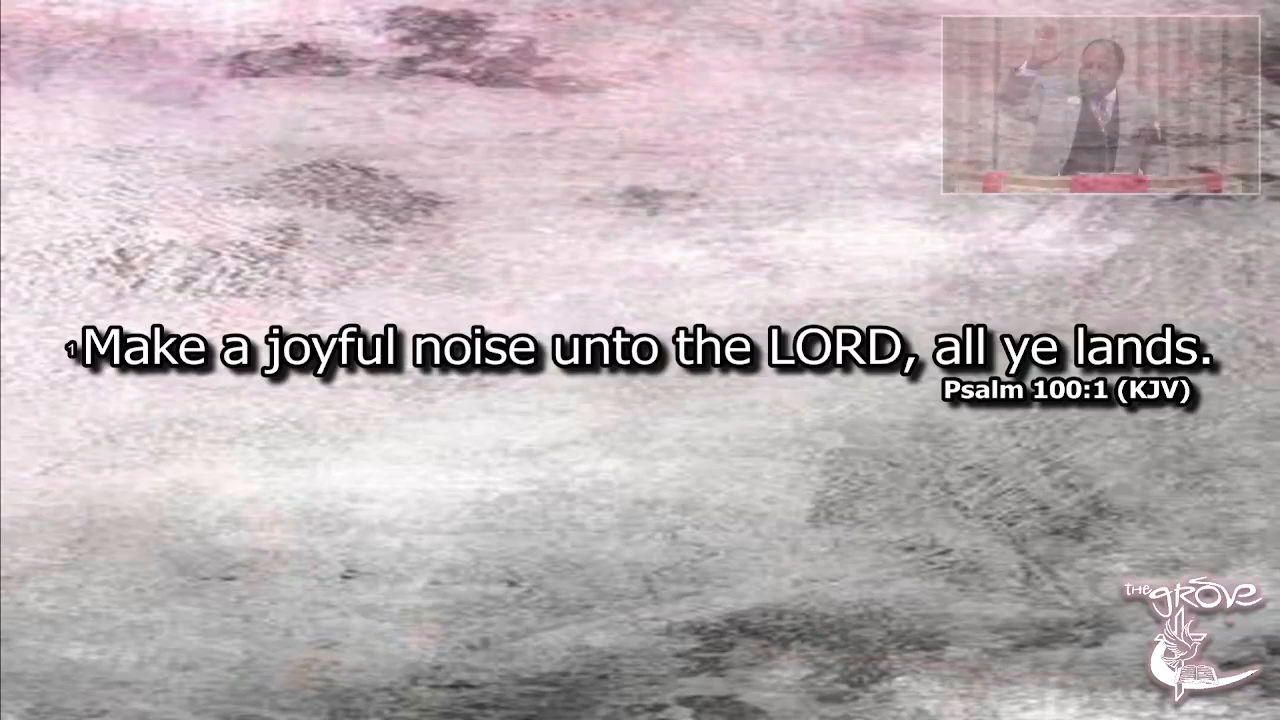 1 Make a joyful noise unto the LORD, all ye lands.
Psalm 100:1 (KJV)
THE GROVE